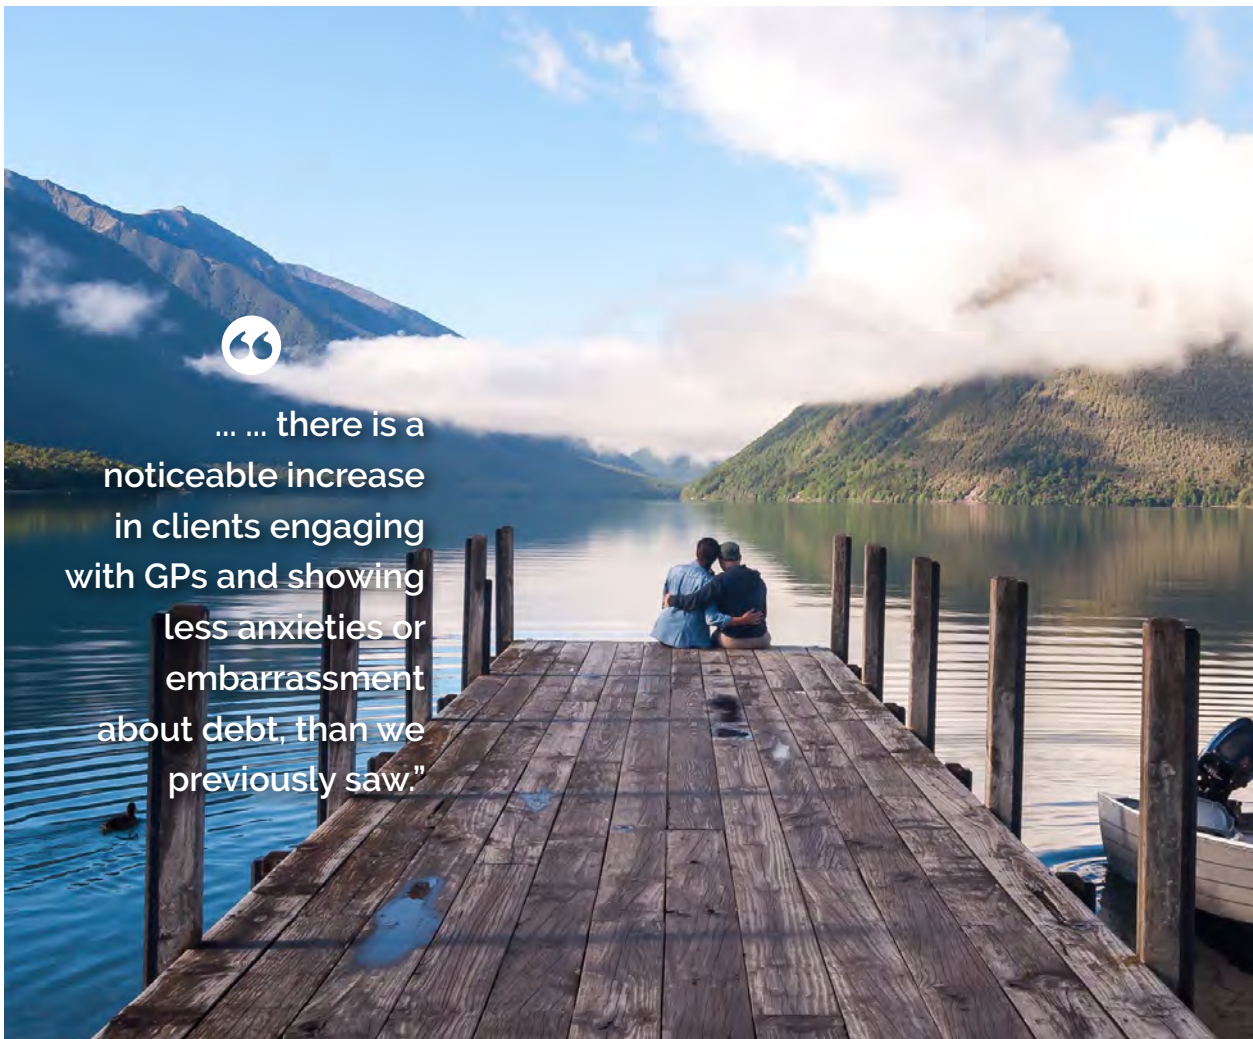 “
... ... there is a
noticeable increase
in clients engaging
with GPs and showing
less anxieties or
embarrassment
about debt, than we
previously saw.”